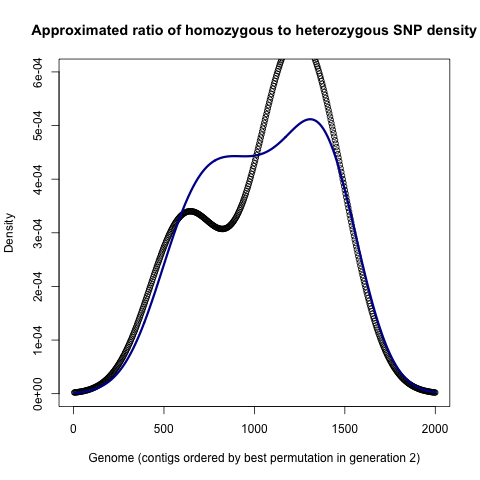 Approximated ratio of homozygous to heterozygous SNP density
6e-04
5e-04
4e-04
3e-04
2e-04
1e-04
0e+00
Density
0 500 1000 1500 2000
Genome (contigs ordered by best permutation in generation 2)